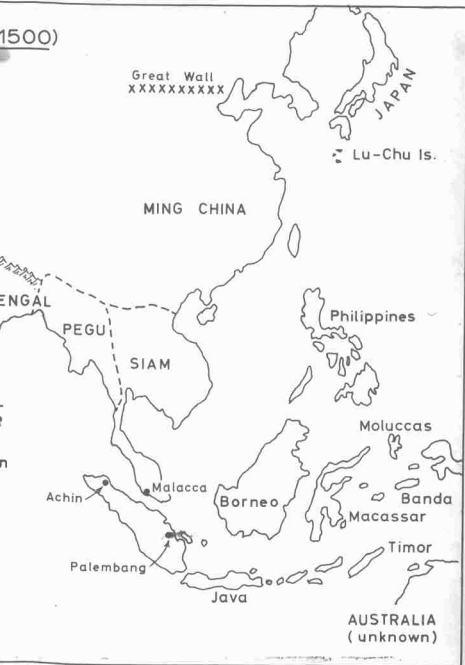 1500)
Great Wall
xxxxxxxxxx
JAPAN
Lu-Chu Is.
MING CHINA
ENGAL
PEGU
SIAM
Philippines
Moluccas
n
Achin
Malacca
Borneo
Banda
Macassar
Palembang
Timor
Java
AUSTRALIA
(unknown)